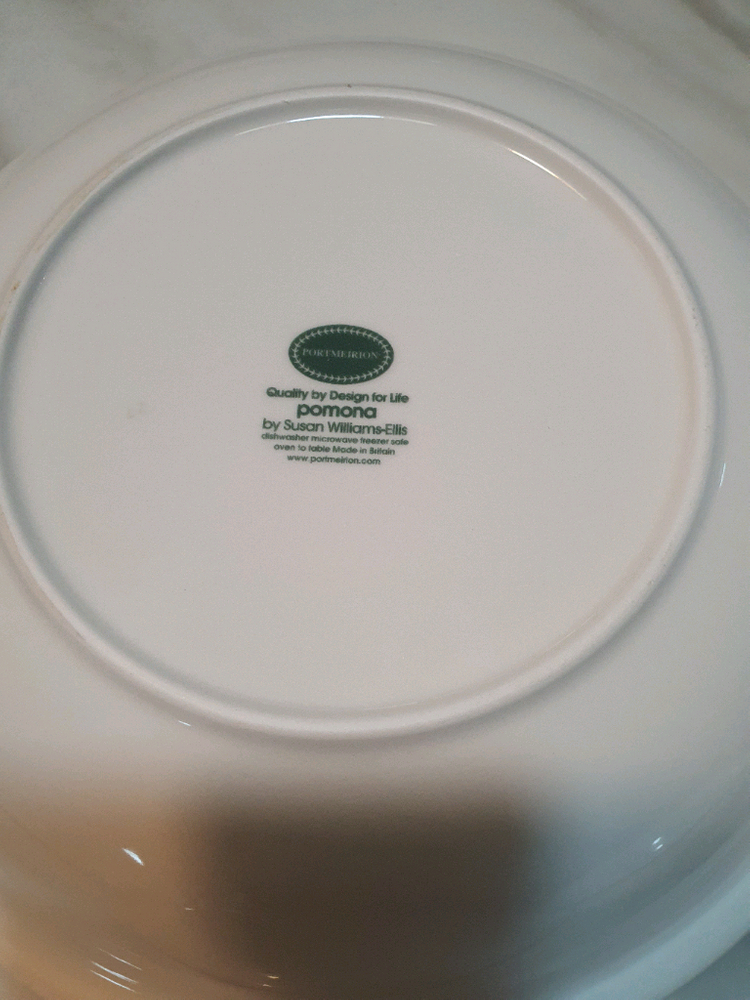 PORTMEIRION
Quality by Design for Life
pomona
by Susan Williams-Ellis
dishwasher microwave freezer safe
oven to table Made in Britain
www.portmeirion.com